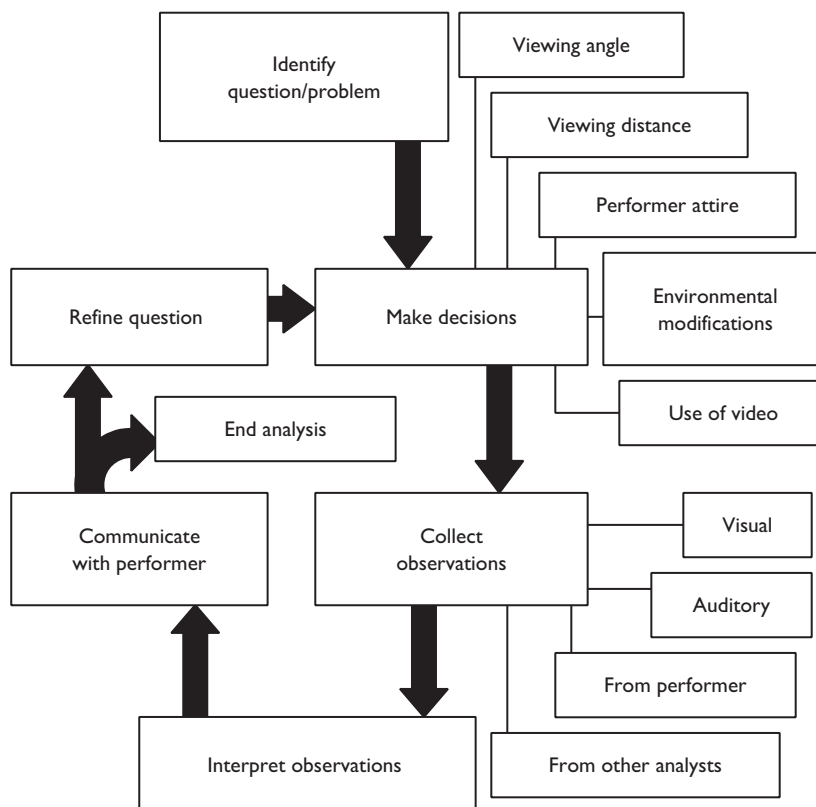 Identify
question/problem
Viewing angle
Viewing distance
Performer attire
Environmental
modifications
Refine question
Make decisions
Use of video
End analysis
Communicate
with performer
Collect
observations
Visual
Auditory
From performer
Interpret observations
From other analysts